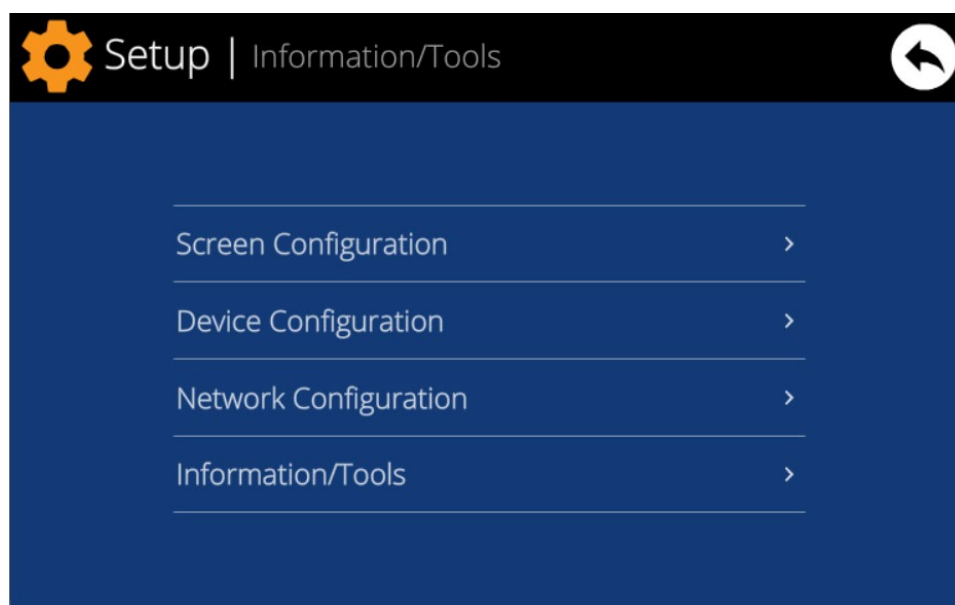 Setup | Information/Tools
Screen Configuration
Device Configuration
Network Configuration
Information/Tools